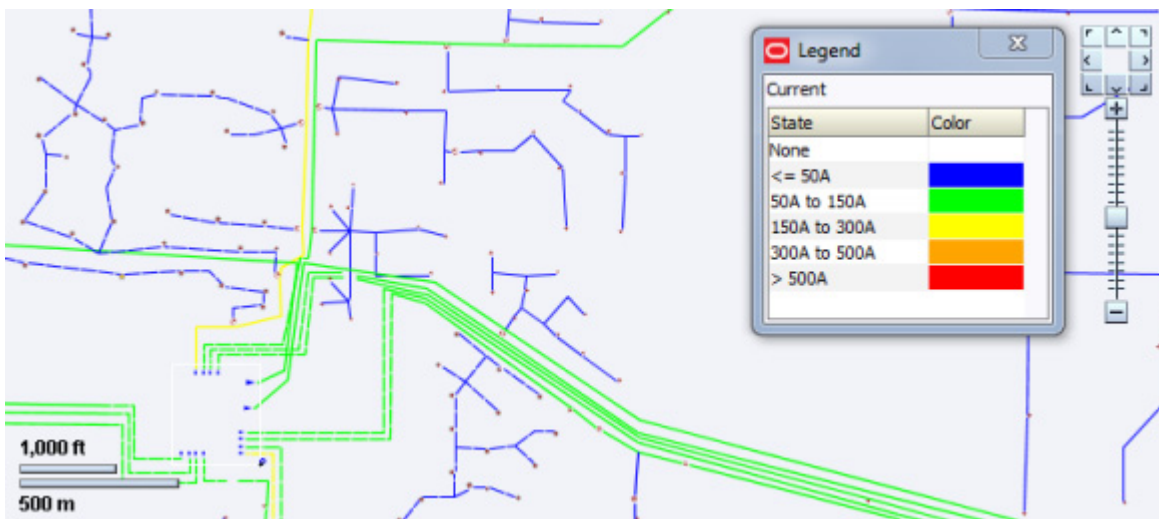 Legend
Current
State Color
None
<= 50A
50A to 150A
150A to 300A
300A to 500A
> 500A
1,000 ft
500 m